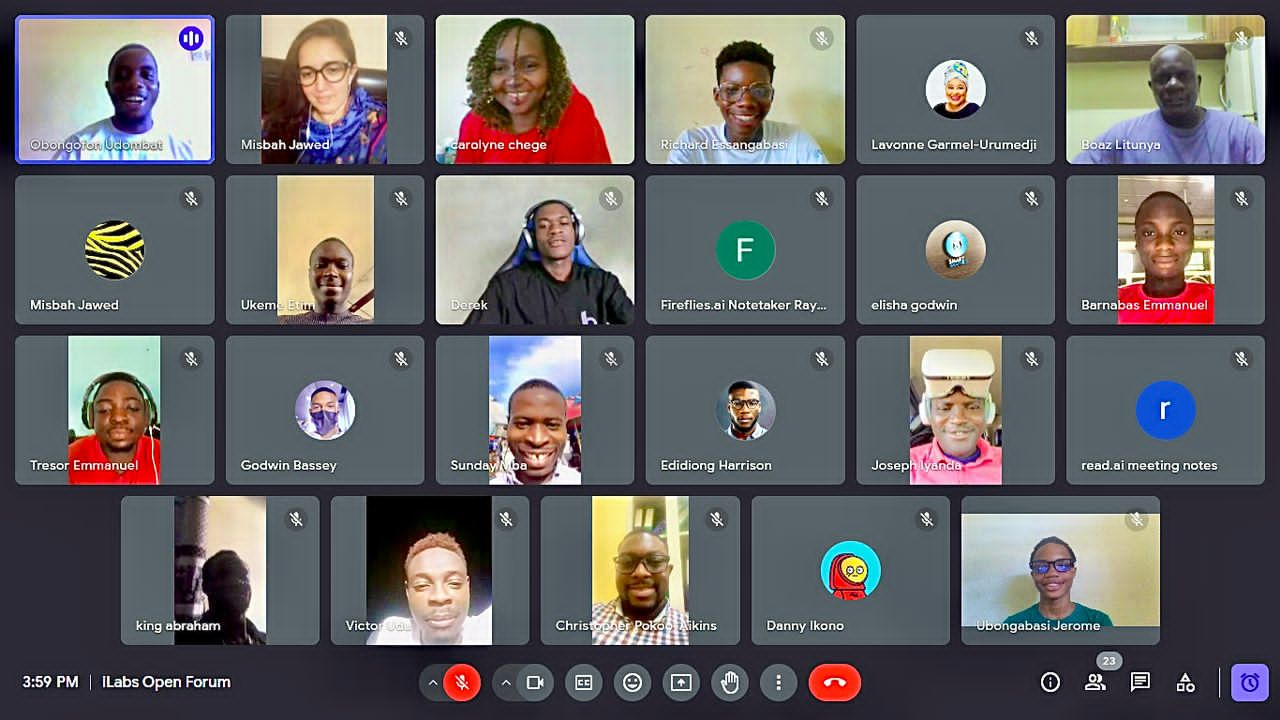 Obongofon Udombat
Misbah Jawed
carolyne chege
Richard Essangabasi
Lavonne Garmel-Urumedji
Boaz Litunya
Misbah Jawed
Ukeme Etim
Derek
F
Fireflies.ai Notetaker Ray...
elisha godwin
Barnabas Emmanuel
Tresor Emmanuel
Godwin Bassey
Sunday Mba
Edidiong Harrison
Joseph Iyanda
r
read.ai meeting notes
king abraham
Victor Udu
Christopher Pokoo-Aikins
Danny Ikono
Ubongabasi Jerome
3:59 PM | iLabs Open Forum
23